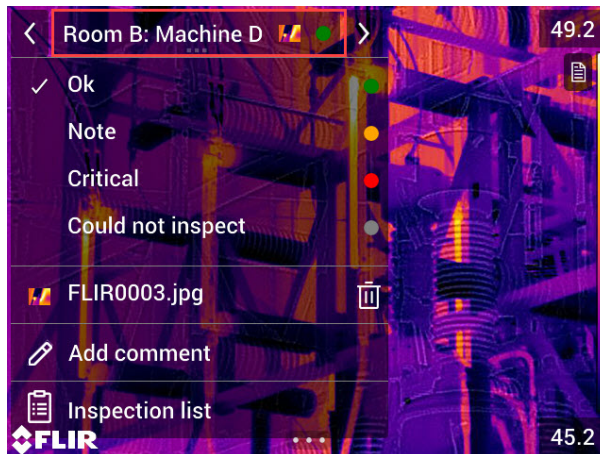 Room B: Machine D
49.2
Ok
Note
Critical
Could not inspect
FLIR0003.jpg
Add comment
Inspection list
FLIR
45.2